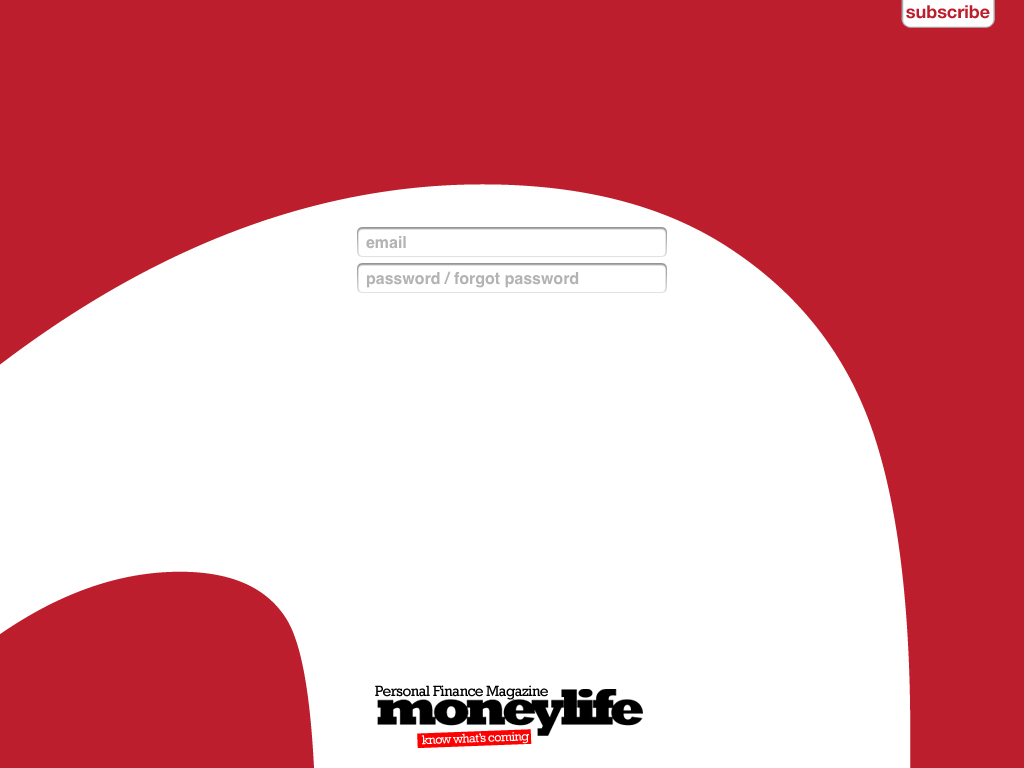 subscribe
email
password / forgot password
Personal Finance Magazine
moneylife
know what's coming